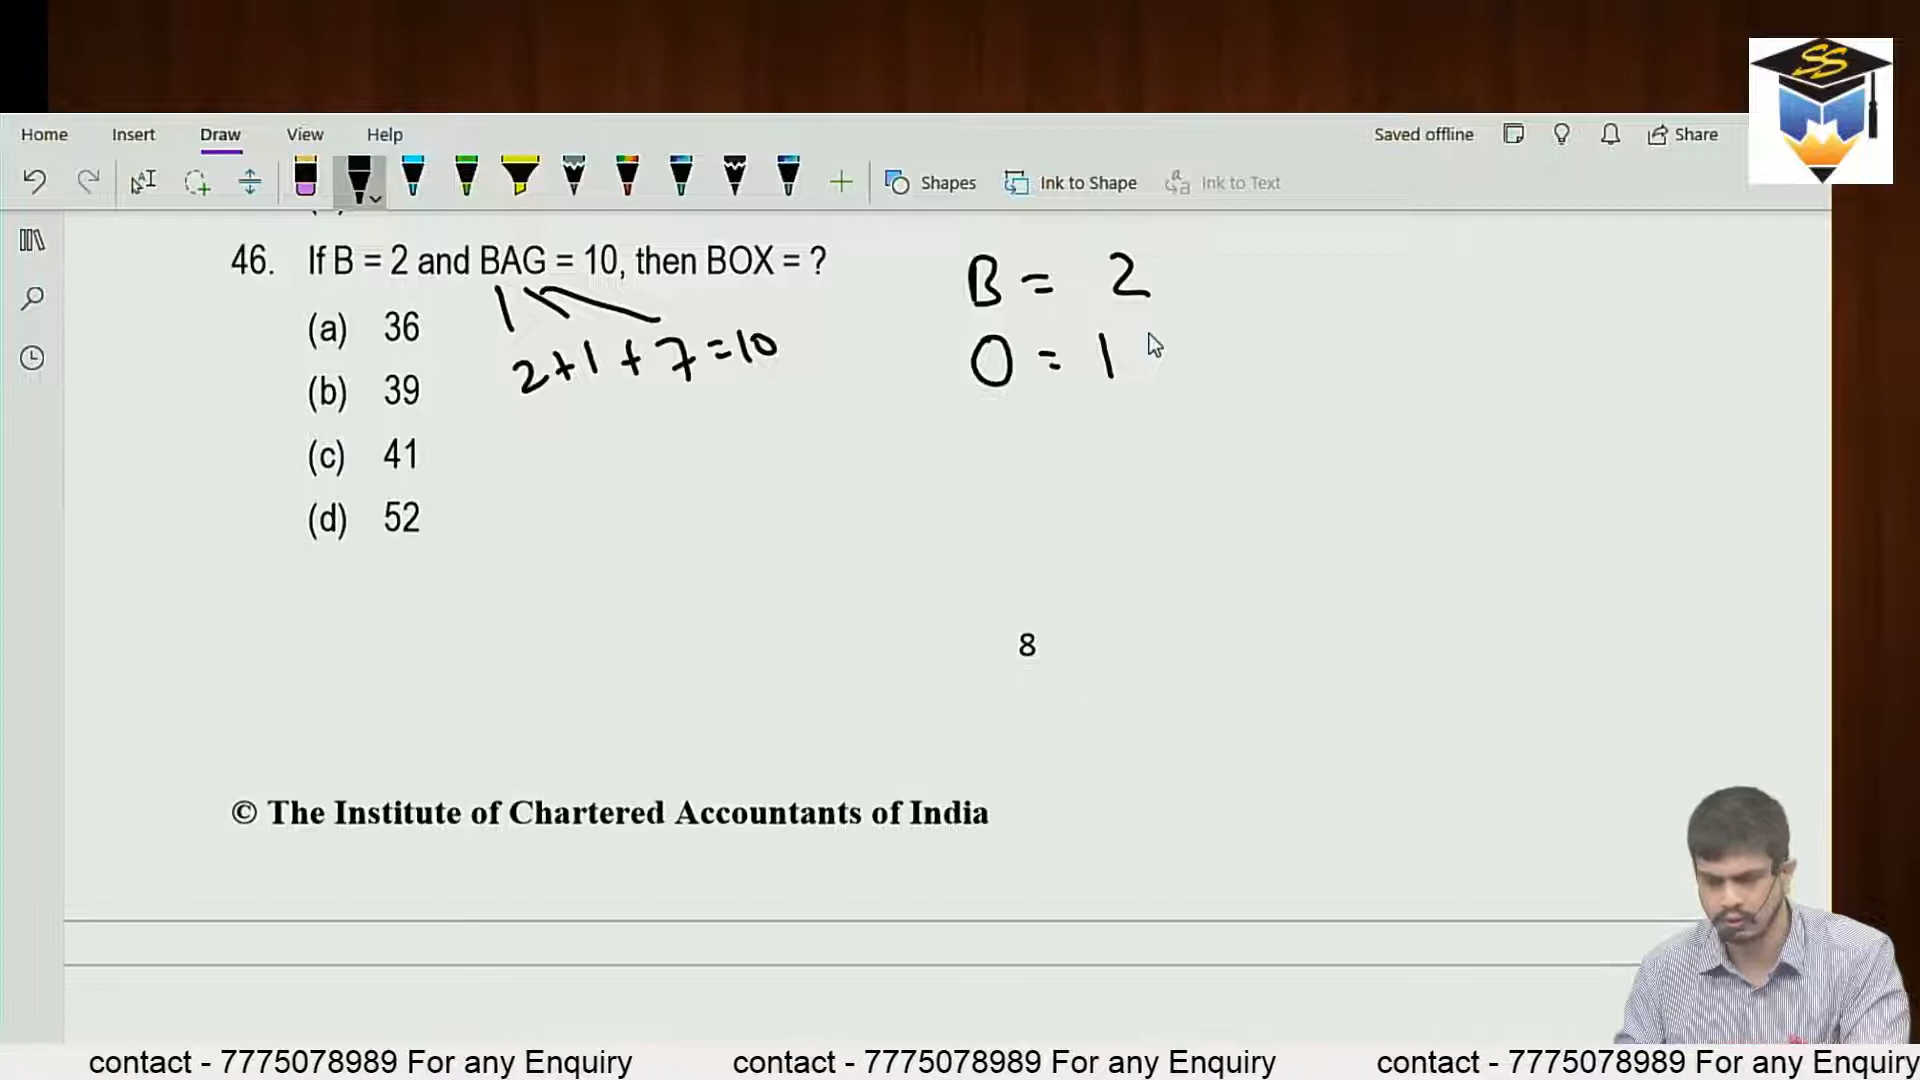 SS
Home Insert Draw View Help Saved offline Share
Shapes Ink to Shape Ink to Text
46. If B = 2 and BAG = 10, then BOX = ?
(a) 36
(b) 39
(c) 41
(d) 52
2+1+7=10
B = 2
O = 1
8
© The Institute of Chartered Accountants of India
contact - 7775078989 For any Enquiry contact - 7775078989 For any Enquiry contact - 7775078989 For any Enquiry